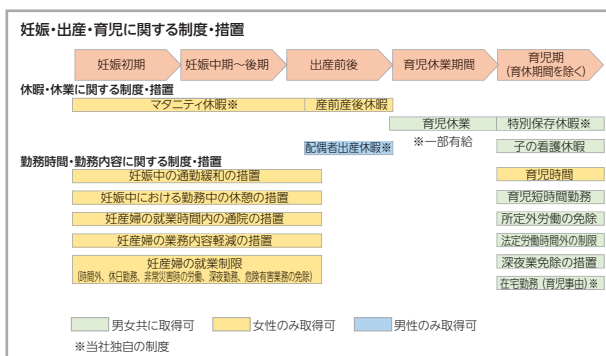 妊娠・出産・育児に関する制度・措置
妊娠初期
妊娠中期～後期
出産前後
育児休業期間
育児期
(育休期間を除く)
休暇・休業に関する制度・措置
マタニティ休暇※
産前産後休暇
育児休業
特別保存休暇※
配偶者出産休暇※
※一部有給
子の看護休暇
勤務時間・勤務内容に関する制度・措置
妊娠中の通勤緩和の措置
育児時間
妊娠中における勤務中の休憩の措置
育児短時間勤務
妊産婦の就業時間内の通院の措置
所定外労働の免除
妊産婦の業務内容軽減の措置
法定労働時間外の制限
妊産婦の就業制限
(時間外、休日勤務、非常災害時の労働、深夜勤務、危険有害業務の免除)
深夜業免除の措置
在宅勤務(育児事由)※
男女共に取得可
女性のみ取得可
男性のみ取得可
※当社独自の制度